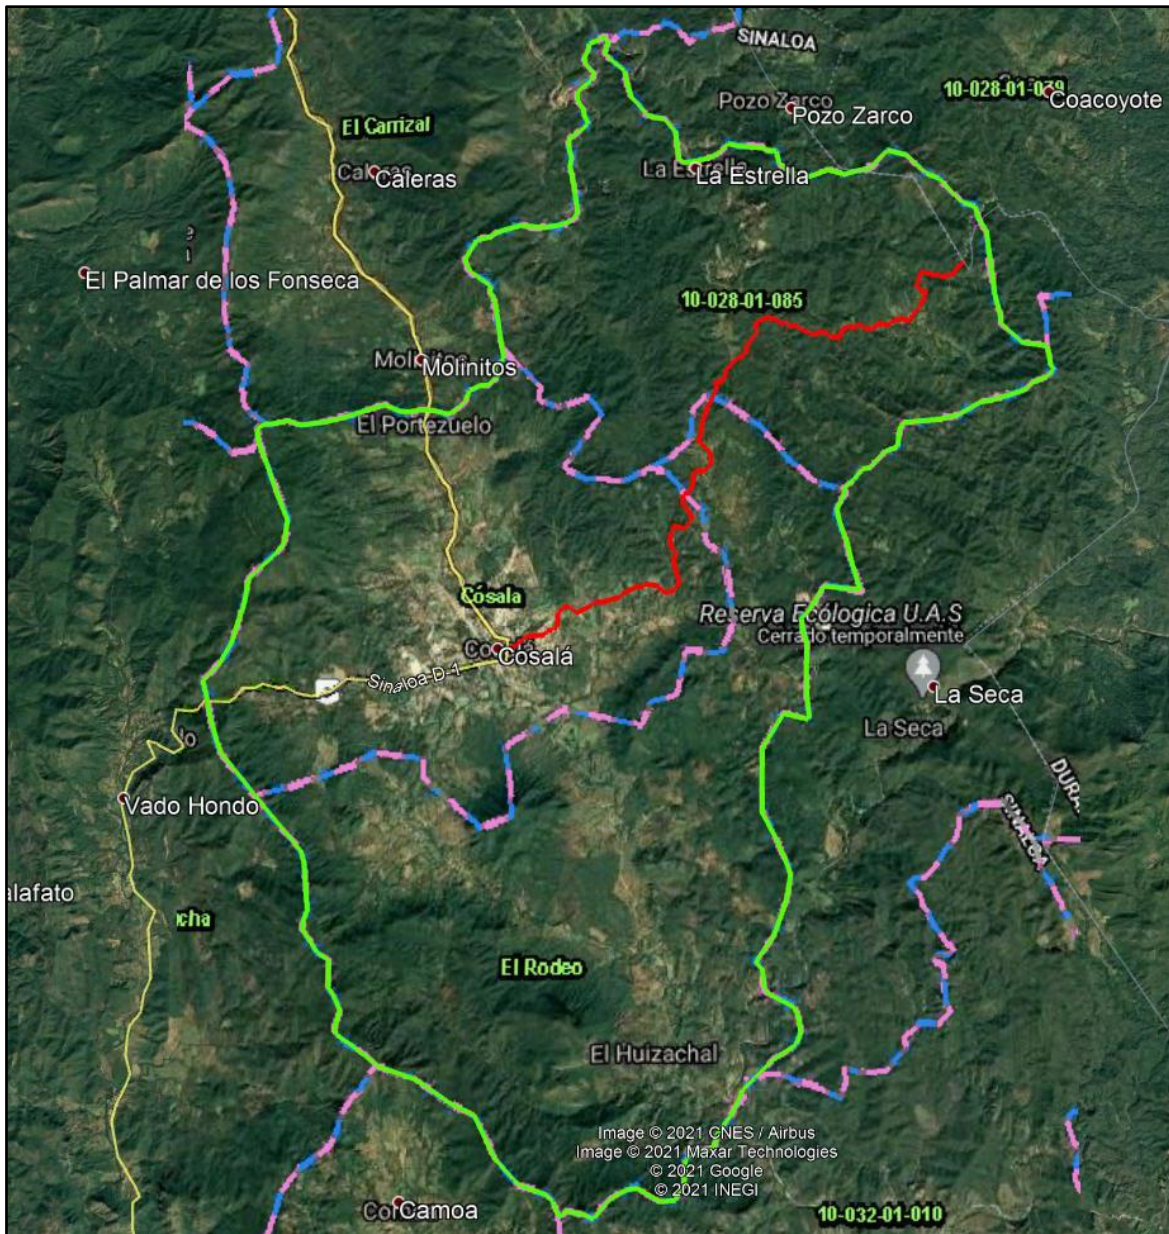 SINALOA
10-028-01-079
Coacoyote
Pozo Zarco
Pozo Zarco
El Carrizal
Caleras
Caleras
La Estrella
La Estrella
El Palmar de los Fonseca
10-028-01-085
Molinitos
Molinitos
El Portezuelo
Cósala
Reserva Ecólogica U.A.S
Cerrado temporalmente
Cosalá
Sinaloa D-1
La Seca
La Seca
lo
Vado Hondo
DURA
SINALOA
alafato
cha
El Rodeo
El Huizachal
Image © 2021 CNES / Airbus
Image © 2021 Maxar Technologies
© 2021 Google
© 2021 INEGI
Camoa
10-032-01-010